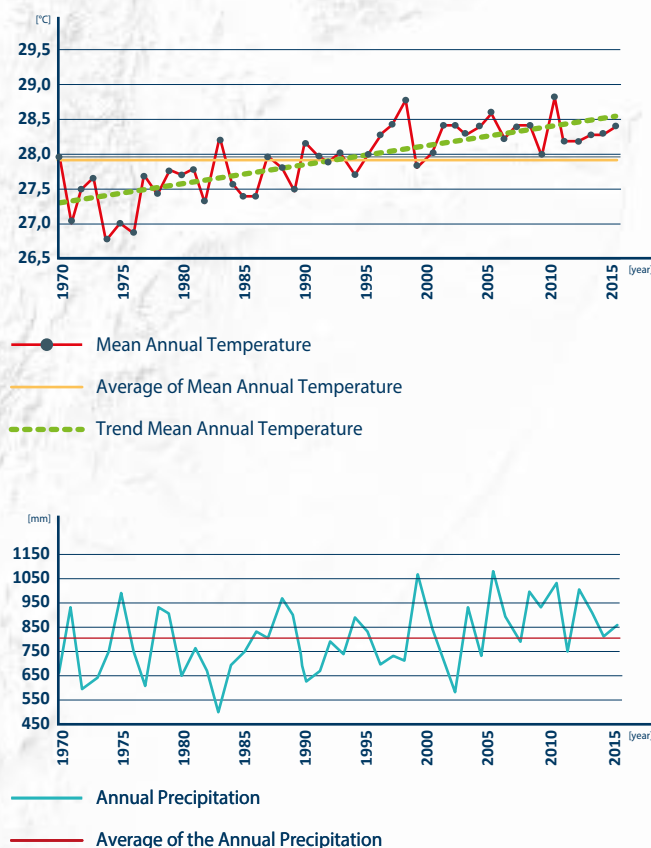 [°C]
29,5
29,0
28,5
28,0
27,5
27,0
26,5
1970 1975 1980 1985 1990 1995 2000 2005 2010 2015 [year]
Mean Annual Temperature
Average of Mean Annual Temperature
Trend Mean Annual Temperature
[mm]
1150
1050
950
850
750
650
550
450
1970 1975 1980 1985 1990 1995 2000 2005 2010 2015 [year]
Annual Precipitation
Average of the Annual Precipitation